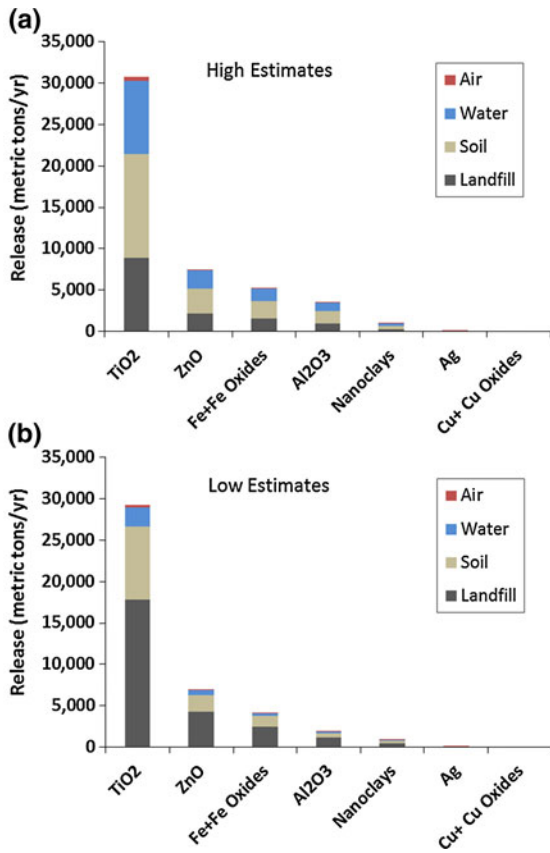 (a)
35,000
30,000
25,000
20,000
15,000
10,000
5,000
0
Release (metric tons/yr)
High Estimates
Air
Water
Soil
Landfill
TiO2
ZnO
Fe+Fe Oxides
Al2O3
Nanoclays
Ag
Cu+ Cu Oxides
(b)
35,000
30,000
25,000
20,000
15,000
10,000
5,000
0
Release (metric tons/yr)
Low Estimates
Air
Water
Soil
Landfill
TiO2
ZnO
Fe+Fe Oxides
Al2O3
Nanoclays
Ag
Cu+ Cu Oxides